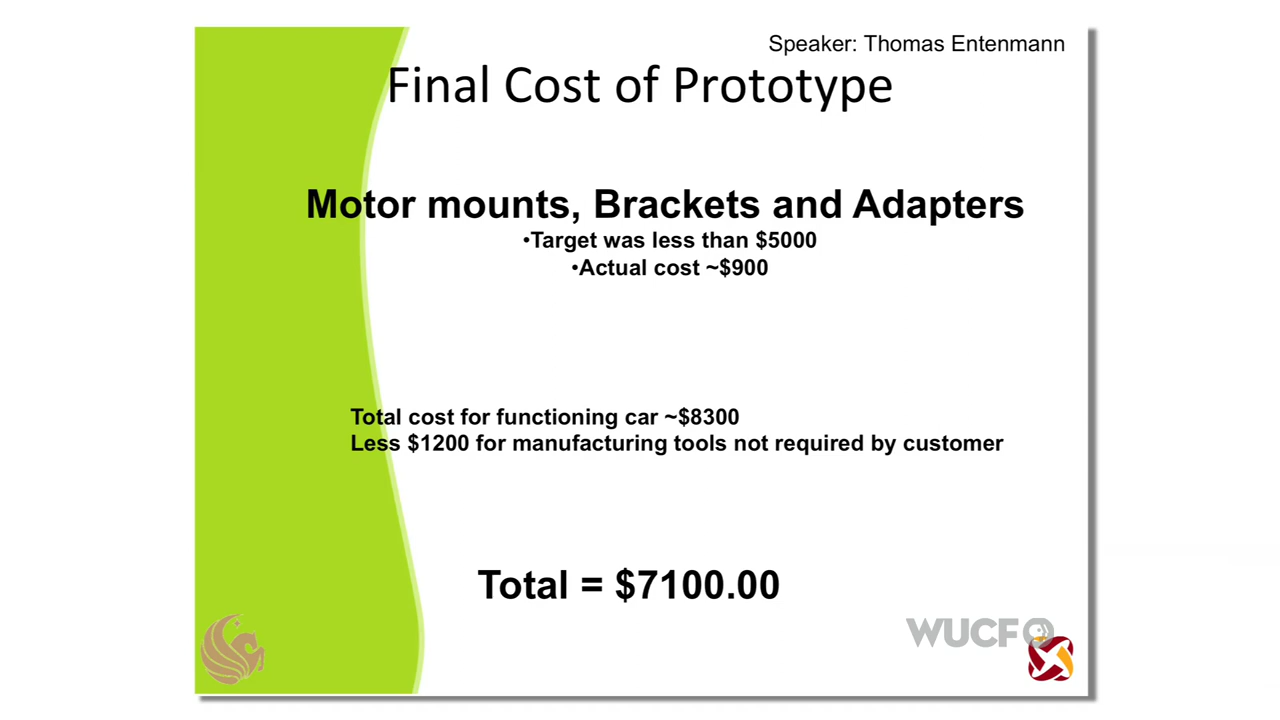 Speaker: Thomas Entenmann
Final Cost of Prototype
Motor mounts, Brackets and Adapters
•Target was less than $5000
•Actual cost ~$900
Total cost for functioning car ~$8300
Less $1200 for manufacturing tools not required by customer
Total = $7100.00
WUCF